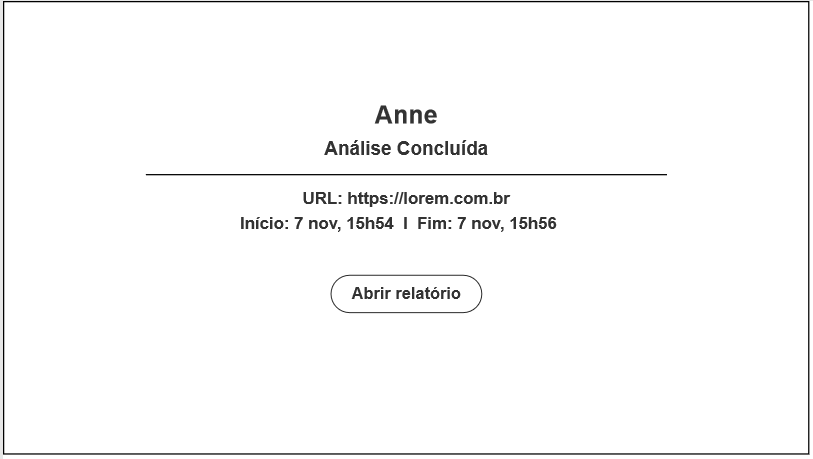 Anne
Análise Concluída
URL: https://lorem.com.br
Início: 7 nov, 15h54 I Fim: 7 nov, 15h56
Abrir relatório